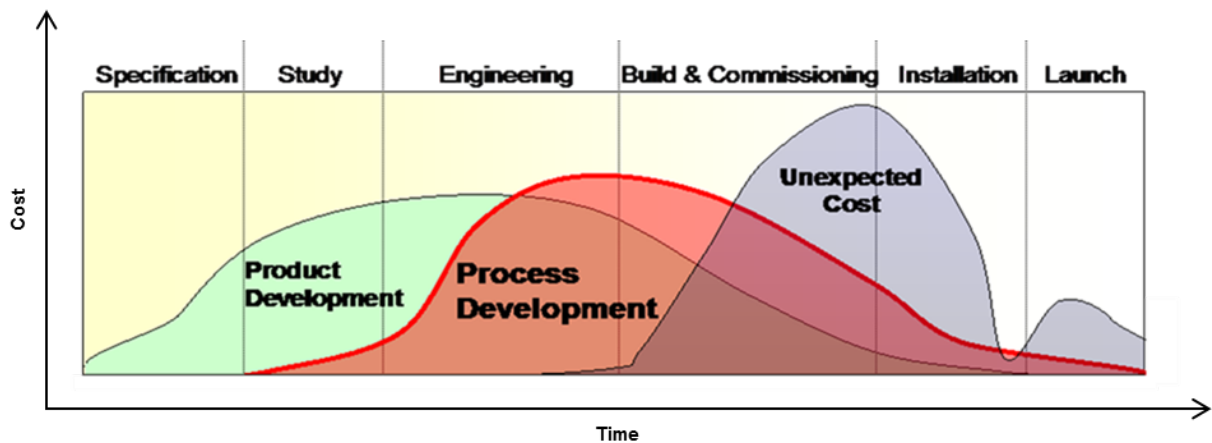 Specification Study Engineering Build & Commissioning Installation Launch
Cost
Unexpected
Cost
Product
Development
Process
Development
Time